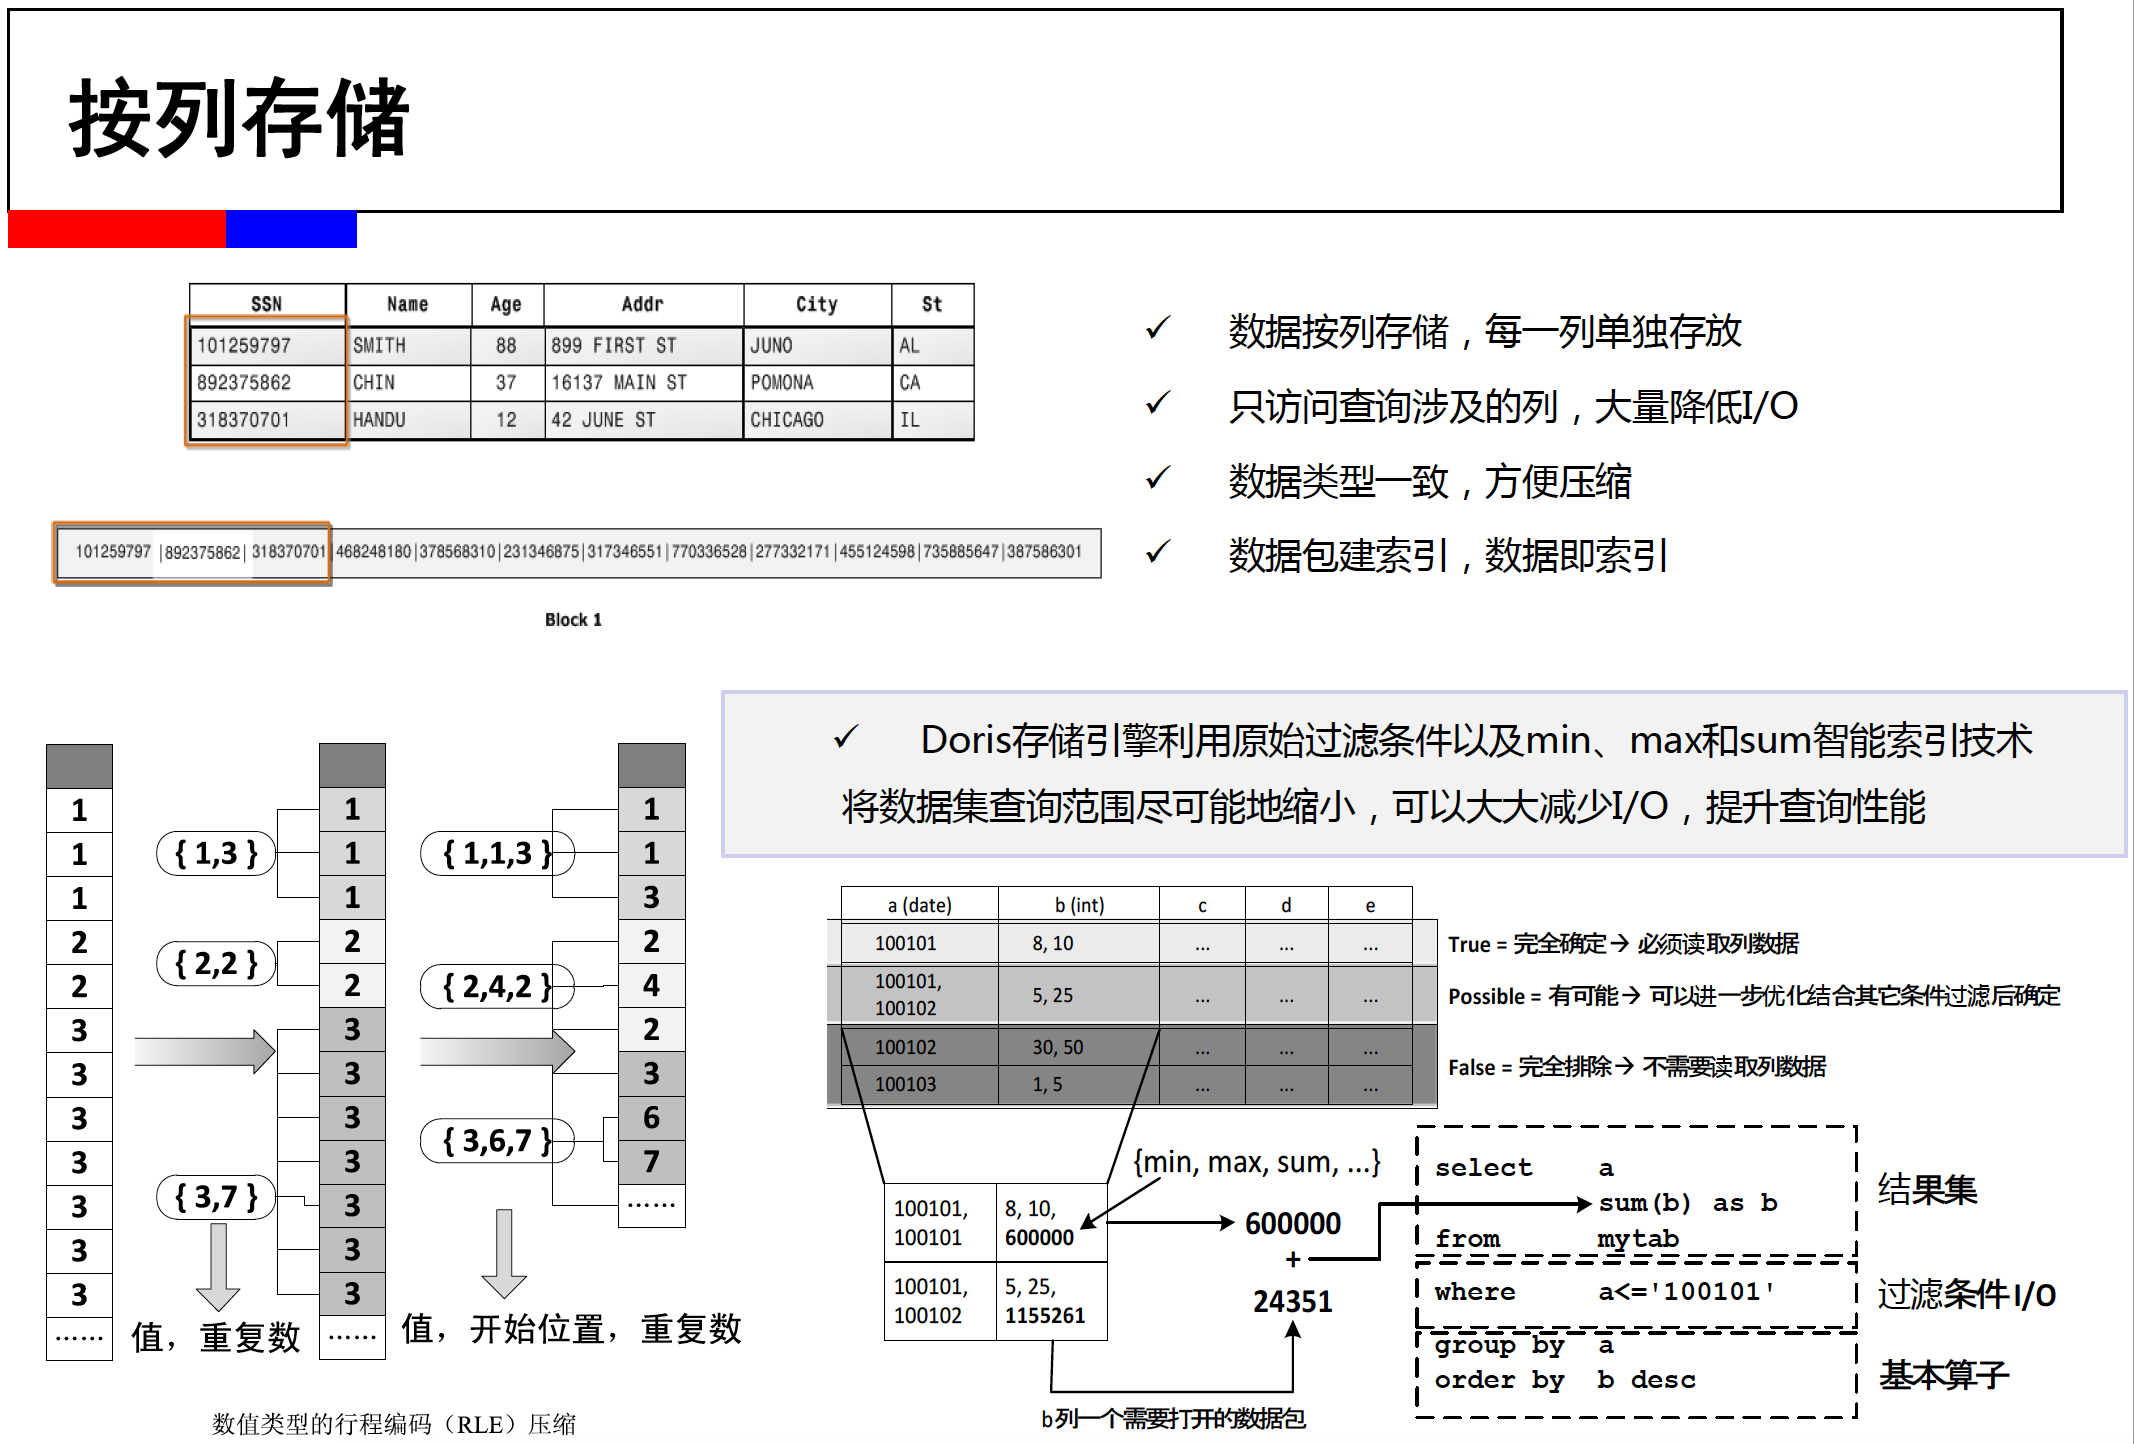 按列存储
SSN Name Age Addr City St
101259797 SMITH 88 899 FIRST ST JUNO AL
892375862 CHIN 37 16137 MAIN ST POMONA CA
318370701 HANDU 12 42 JUNE ST CHICAGO IL
101259797 |892375862| 318370701|468248180|378568310|231346875|317346551|770336528|277332171|455124598|735885647|387586301
Block 1
✓ 数据按列存储，每一列单独存放
✓ 只访问查询涉及的列，大量降低I/O
✓ 数据类型一致，方便压缩
✓ 数据包建索引，数据即索引
✓ Doris存储引擎利用原始过滤条件以及min、max和sum智能索引技术
将数据集查询范围尽可能地缩小，可以大大减少I/O，提升查询性能
1
1
1
2
2
3
3
3
3
3
3
3
……
{ 1,3 }
{ 2,2 }
{ 3,7 }
值，重复数
1
1
1
2
2
3
3
3
3
3
3
3
……
{ 1,1,3 }
{ 2,4,2 }
{ 3,6,7 }
值，开始位置，重复数
1
1
3
2
4
2
3
6
7
……
数值类型的行程编码（RLE）压缩
a (date) b (int) c d e
100101 8, 10 ... ... ...
100101,
100102 5, 25 ... ... ...
100102 30, 50 ... ... ...
100103 1, 5 ... ... ...
True = 完全确定→ 必须读取列数据
Possible = 有可能→ 可以进一步优化结合其它条件过滤后确定
False = 完全排除→ 不需要读取列数据
{min, max, sum, ...}
100101,
100101
8, 10,
600000
100101,
100102
5, 25,
1155261
600000
+
24351
b列一个需要打开的数据包
select a
sum(b) as b
from mytab
where a<='100101'
group by a
order by b desc
结果集
过滤条件I/O
基本算子